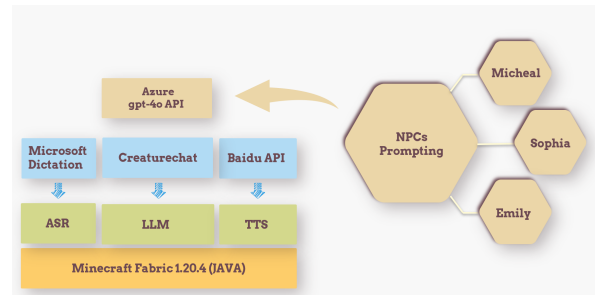 Azure
gpt-4o API
Microsoft
Dictation
Creaturechat
Baidu API
ASR
LLM
TTS
Minecraft Fabric 1.20.4 (JAVA)
NPCs
Prompting
Micheal
Sophia
Emily